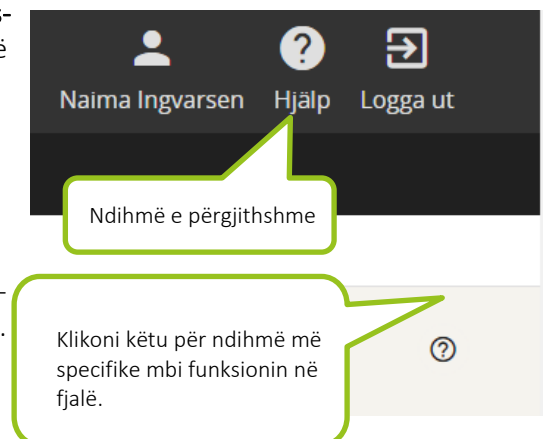 Naima Ingvarsen Hjälp Logga ut
Ndihmë e përgjithshme
Klikoni këtu për ndihmë më
specifike mbi funksionin në
fjalë.